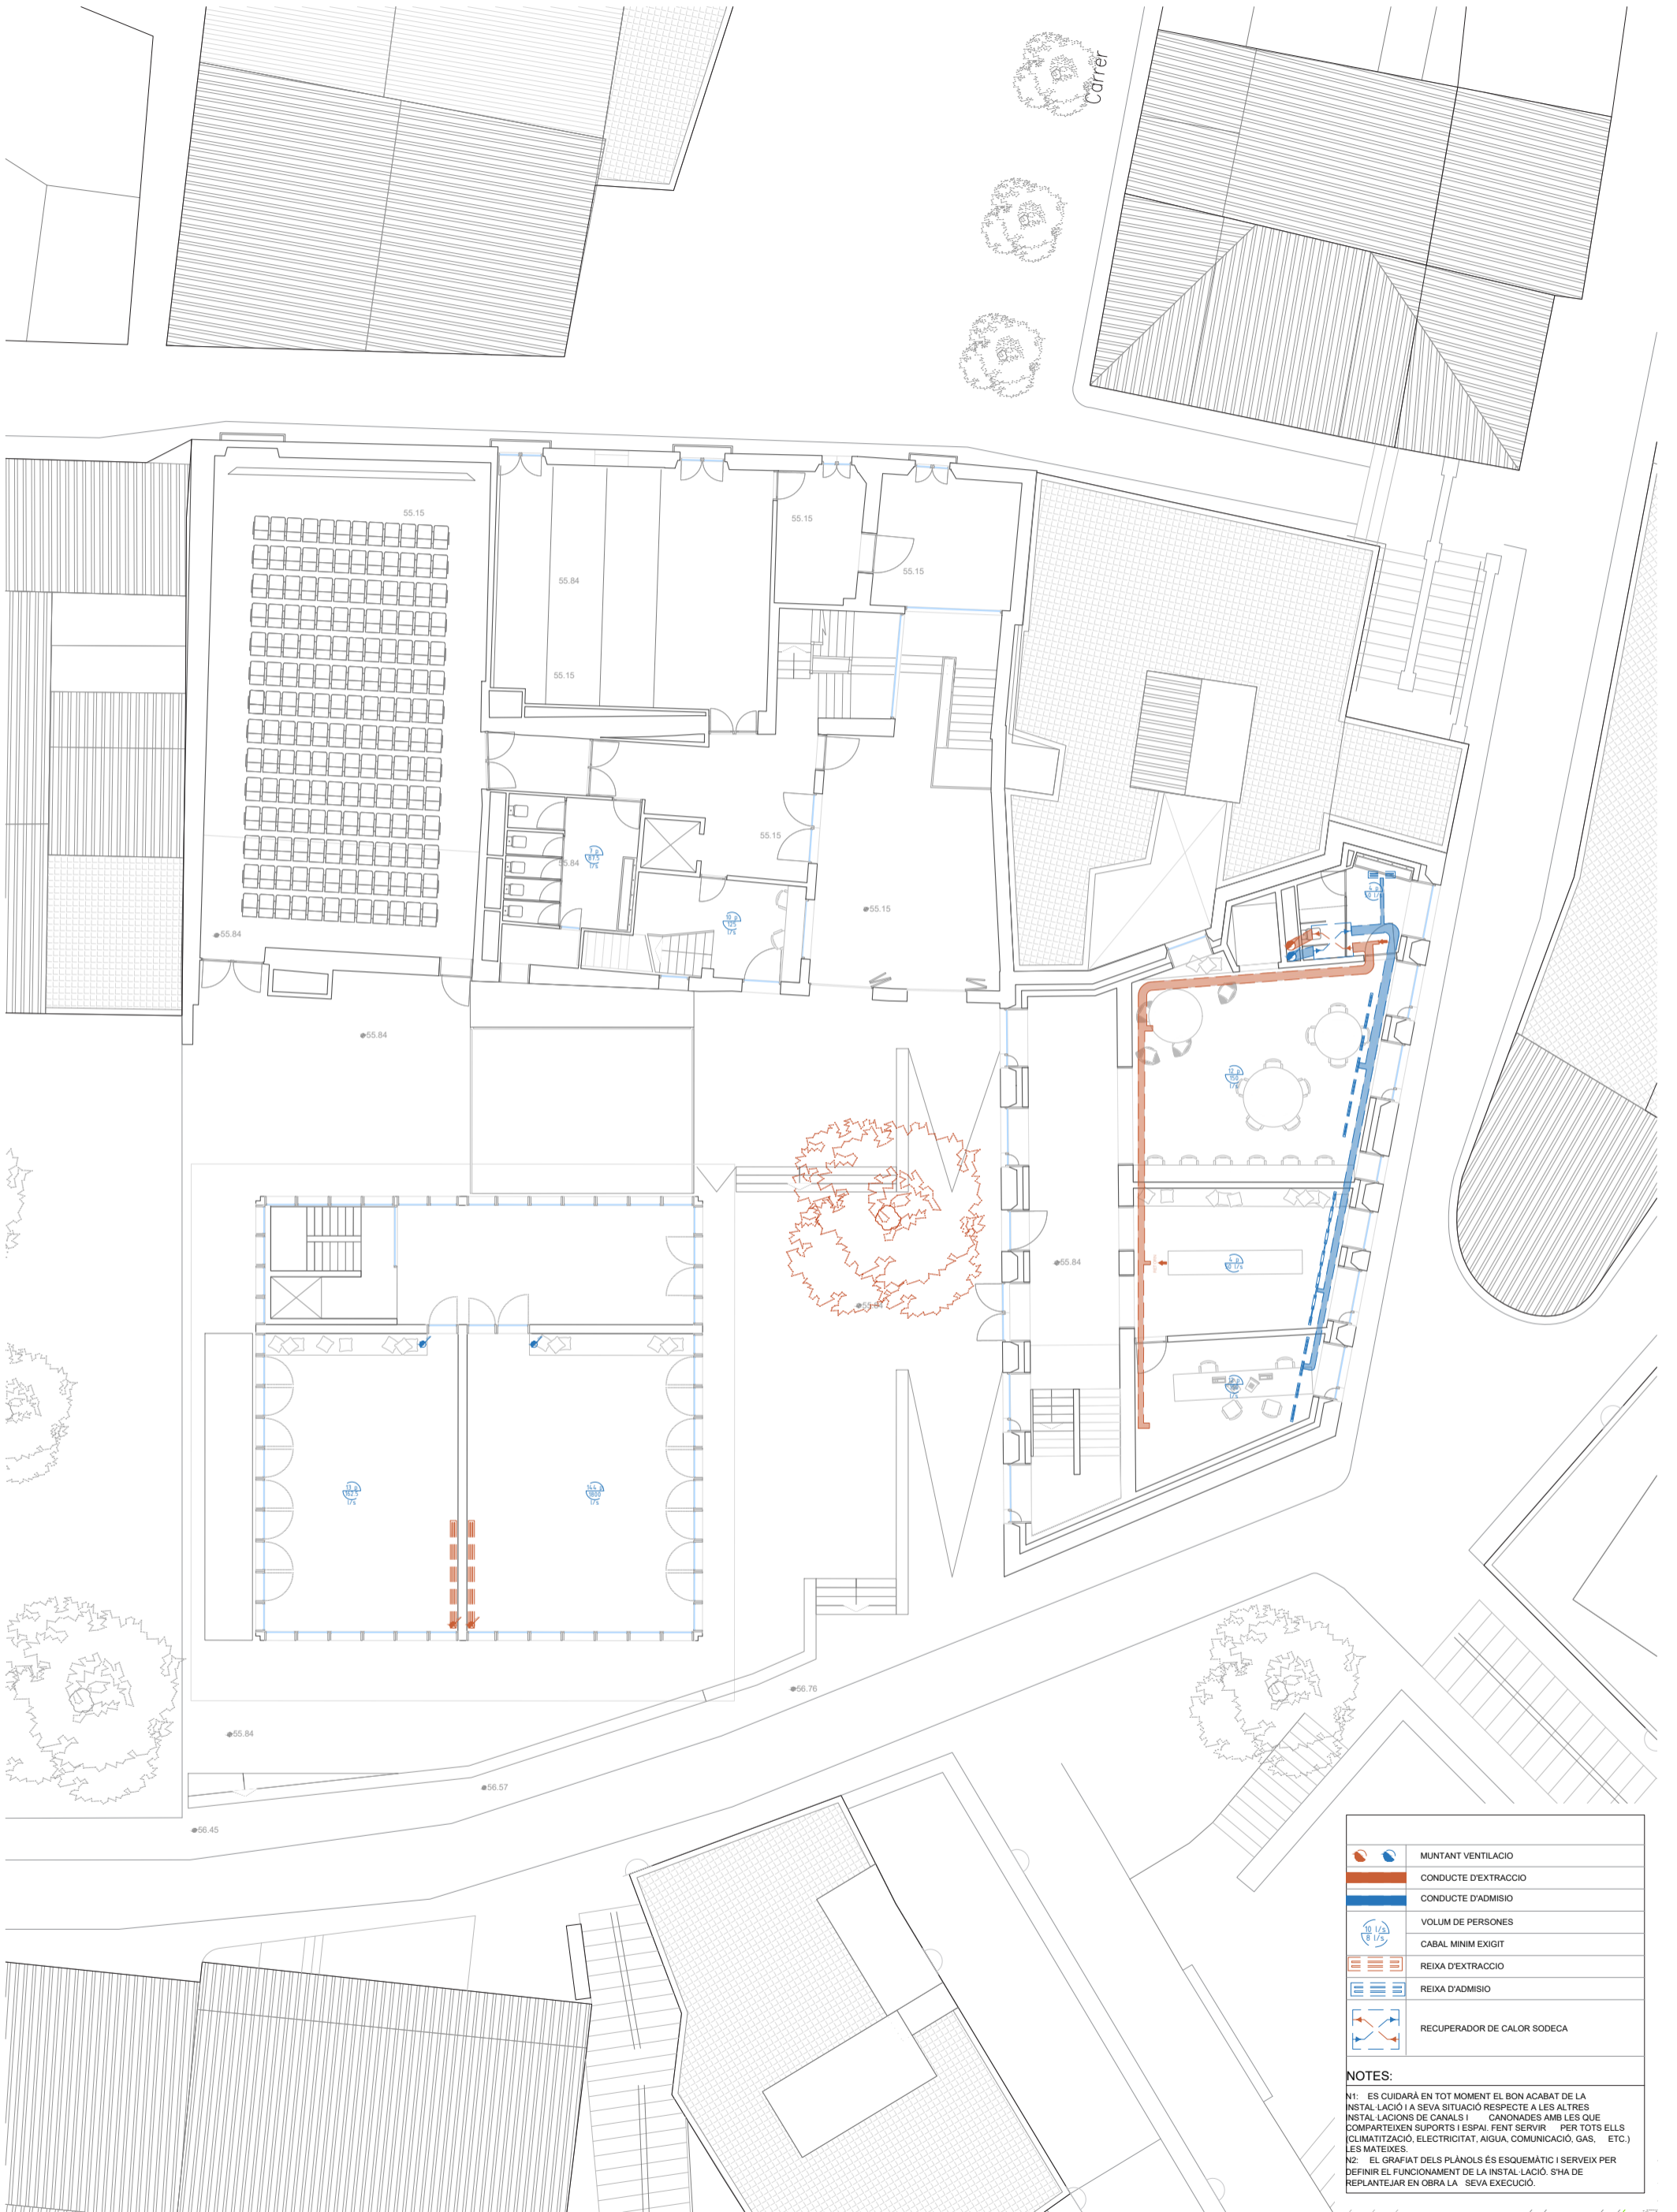 Carrer
55.15
55.15
55.84
55.15
55.15
55.15
55.84
55.15
55.84
55.84
55.84
55.84
56.76
55.84
56.57
56.45
MUNTANT VENTILACIO
CONDUCTE D'EXTRACCIO
CONDUCTE D'ADMISIO
10 l/s
8 l/s
VOLUM DE PERSONES
CABAL MINIM EXIGIT
REIXA D'EXTRACCIO
REIXA D'ADMISIO
RECUPERADOR DE CALOR SODECA
NOTES:
N1: ES CUIDARÀ EN TOT MOMENT EL BON ACABAT DE LA
INSTAL·LACIÓ I A SEVA SITUACIÓ RESPECTE A LES ALTRES
INSTAL·LACIONS DE CANALS I CANONADES AMB LES QUE
COMPARTEIXEN SUPORTS I ESPAI. FENT SERVIR PER TOTS ELLS
(CLIMATITZACIÓ, ELECTRICITAT, AIGUA, COMUNICACIÓ, GAS, ETC.)
LES MATEIXES.
N2: EL GRAFIAT DELS PLÀNOLS ÉS ESQUEMÀTIC I SERVEIX PER
DEFINIR EL FUNCIONAMENT DE LA INSTAL·LACIÓ. S'HA DE
REPLANTEJAR EN OBRA LA SEVA EXECUCIÓ.